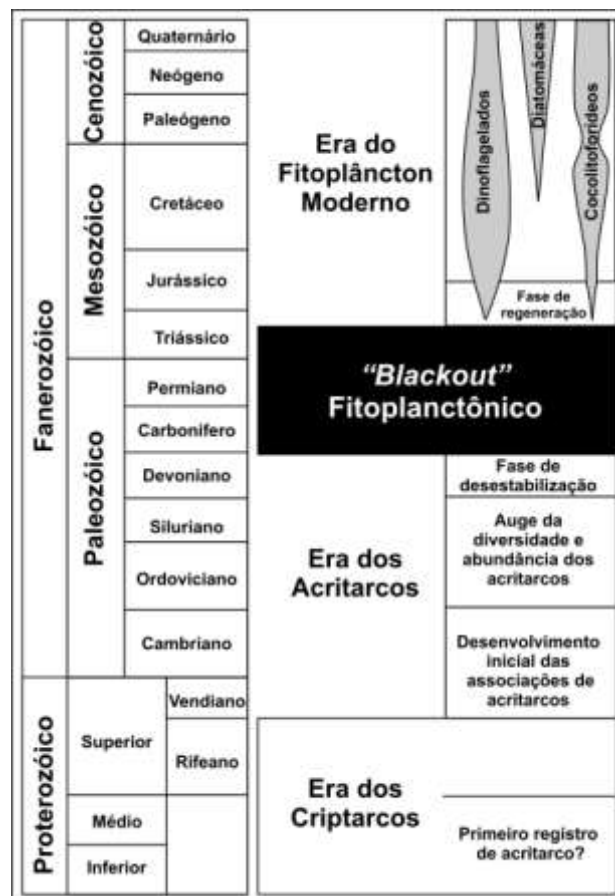 Fanerozóico
Cenozóico
Quaternário
Neógeno
Paleógeno
Mesozóico
Cretáceo
Jurássico
Triássico
Paleozóico
Permiano
Carbonífero
Devoniano
Siluriano
Ordoviciano
Cambriano
Proterozóico
Superior
Vendiano
Rifeano
Médio
Inferior
Era do
Fitoplâncton
Moderno
“Blackout”
Fitoplanctônico
Era dos
Acritarcos
Era dos
Criptarcos
Dinoflagelados
Diatomáceas
Cocolitoforídeos
Fase de
regeneração
Fase de
desestabilização
Auge da
diversidade e
abundância dos
acritarcos
Desenvolvimento
inicial das
associações de
acritarcos
Primeiro registro
de acritarco?